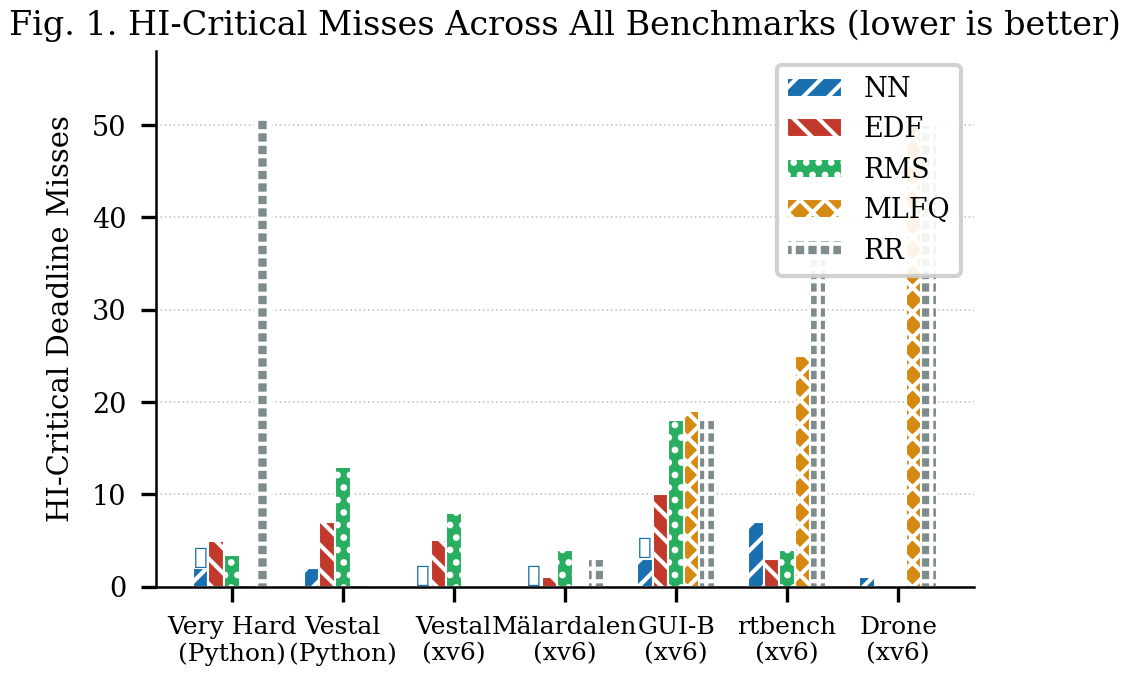 Fig. 1. HI-Critical Misses Across All Benchmarks (lower is better)
HI-Critical Deadline Misses
50
40
30
20
10
0
NN
EDF
RMS
MLFQ
RR
Very Hard
(Python)
Vestal
(Python)
Vestal
(xv6)
Mälardalen
(xv6)
GUI-B
(xv6)
rtbench
(xv6)
Drone
(xv6)